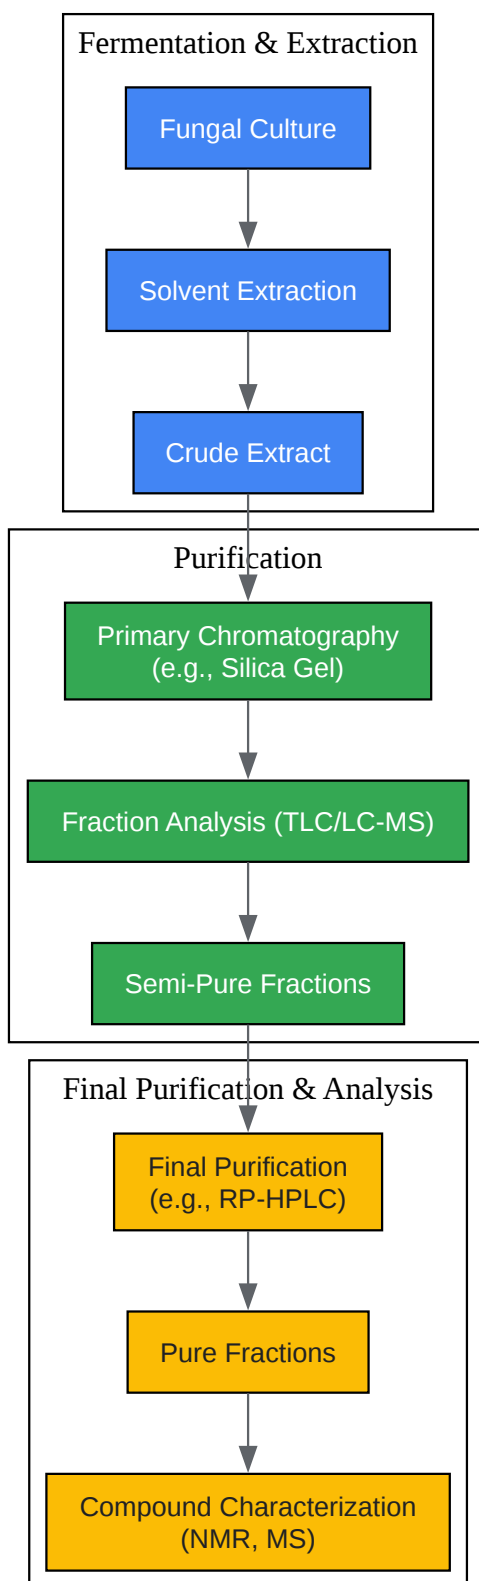 Fermentation & Extraction
Fungal Culture
Solvent Extraction
Crude Extract
Purification
Primary Chromatography
(e.g., Silica Gel)
Fraction Analysis (TLC/LC-MS)
Semi-Pure Fractions
Final Purification & Analysis
Final Purification
(e.g., RP-HPLC)
Pure Fractions
Compound Characterization
(NMR, MS)